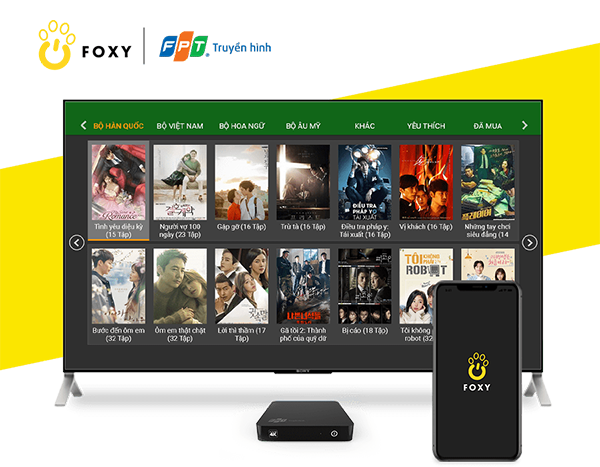 FOXY
FPT.
Truyền hình
BỘ HÀN QUỐC
BỘ VIỆT NAM
BỘ HOA NGỮ
BỘ ÂU MỸ
KHÁC
YÊU THÍCH
ĐÃ MUA
Tình yêu diệu kỳ
(15 Tập)
Người vợ 100
ngày (23 Tập)
Gặp gỡ (16 Tập)
Trừ tà (16 Tập)
ĐIỀU TRA
PHÁP Y
TÁI XUẤT
Điều tra pháp y:
Tái xuất (16 Tập)
Vị khách (16 Tập)
Những tay chơi
siêu đẳng (14
Bước đến ôm em
(32 Tập)
Ôm em thật chặt
(32 Tập)
Lời thì thầm (17
Tập)
Gã tồi 2: Thành
phố của quỷ dữ
Bị cáo (18 Tập)
TÔI
KHÔNG
PHẢI
ROBOT
Tôi không
robot (32
SONY
4K
FOXY